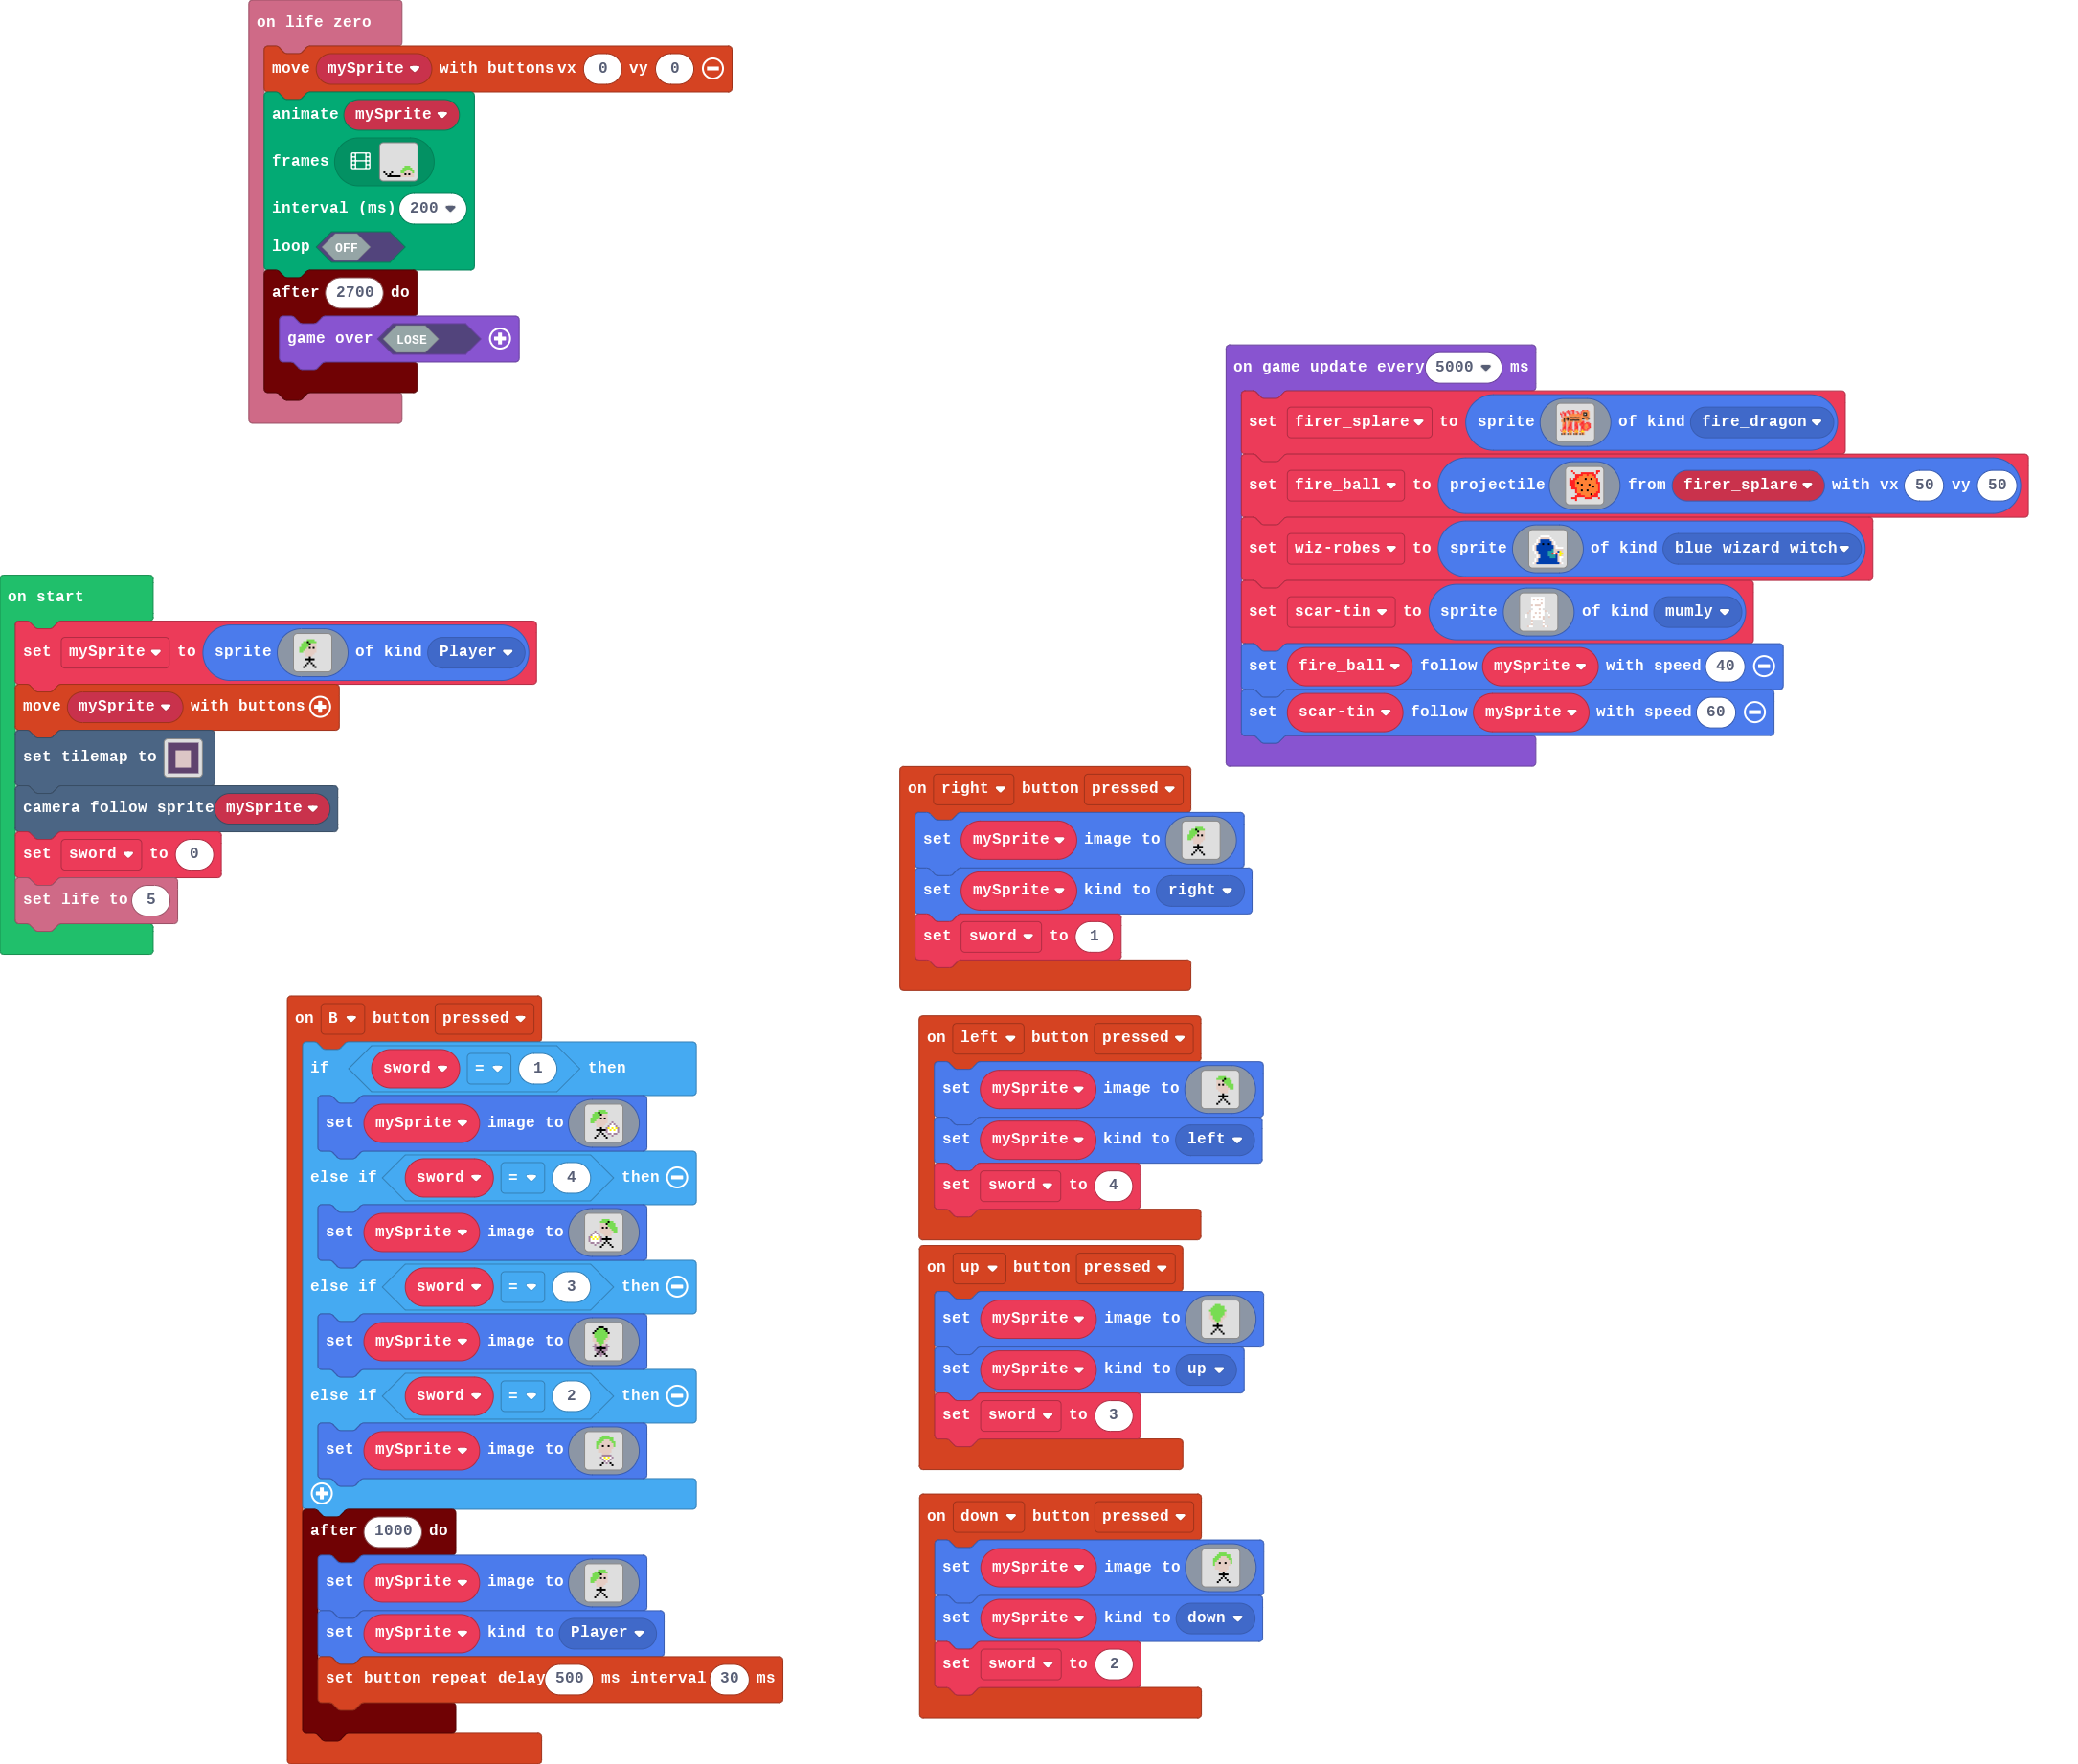 on life zero
move mySprite with buttons vx 0 vy 0
animate mySprite
frames
interval (ms) 200
loop OFF
after 2700 do
game over LOSE
on game update every 5000 ms
set firer_splare to sprite of kind fire_dragon
set fire_ball to projectile from firer_splare with vx 50 vy 50
set wiz-robes to sprite of kind blue_wizard_witch
set scar-tin to sprite of kind mumly
set fire_ball follow mySprite with speed 40
set scar-tin follow mySprite with speed 60
on start
set mySprite to sprite of kind Player
move mySprite with buttons
set tilemap to
camera follow sprite mySprite
set sword to 0
set life to 5
on right button pressed
set mySprite image to
set mySprite kind to right
set sword to 1
on B button pressed
if sword = 1 then
set mySprite image to
else if sword = 4 then
set mySprite image to
else if sword = 3 then
set mySprite image to
else if sword = 2 then
set mySprite image to
after 1000 do
set mySprite image to
set mySprite kind to Player
set button repeat delay 500 ms interval 30 ms
on left button pressed
set mySprite image to
set mySprite kind to left
set sword to 4
on up button pressed
set mySprite image to
set mySprite kind to up
set sword to 3
on down button pressed
set mySprite image to
set mySprite kind to down
set sword to 2